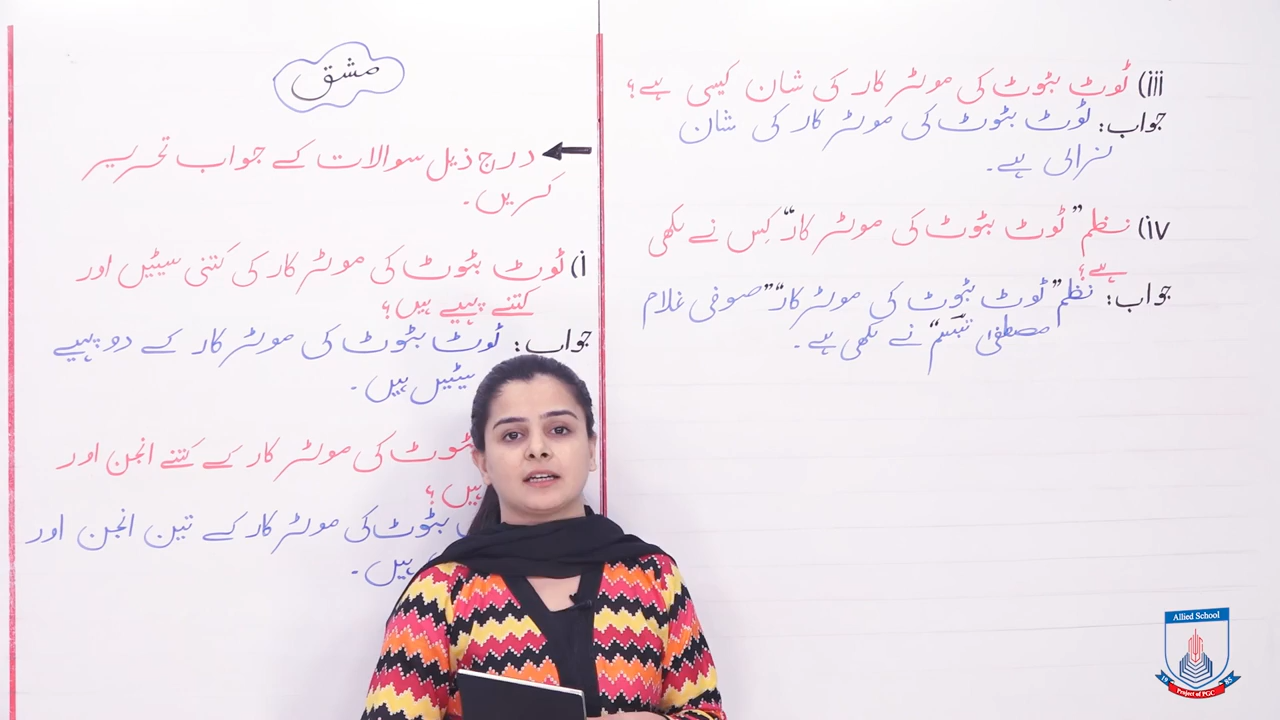 مشق
درج ذیل سوالات کے جواب تحریر
کریں۔
i) ٹوٹ بٹوٹ کی موٹر کار کی کتنی سیٹیں اور
کتنے پہیے ہیں؟
جواب: ٹوٹ بٹوٹ کی موٹر کار کے دو پہیے
سیٹیں ہیں۔
بٹوٹ کی موٹر کار کے کتنے انجن اور
ہیں؟
بٹوٹ کی موٹر کار کے تین انجن اور
ہیں۔
iii) ٹوٹ بٹوٹ کی موٹر کار کی شان کیسی ہے؟
جواب: ٹوٹ بٹوٹ کی موٹر کار کی شان
نرالی ہے۔
iv) نظم "ٹوٹ بٹوٹ کی موٹر کار" کِس نے لکھی
ہے؟
جواب: نظم "ٹوٹ بٹوٹ کی موٹر کار" "صوفی غلام
مصطفیٰ تبسم" نے لکھی ہے۔
Allied School
19 85
Project of PGC